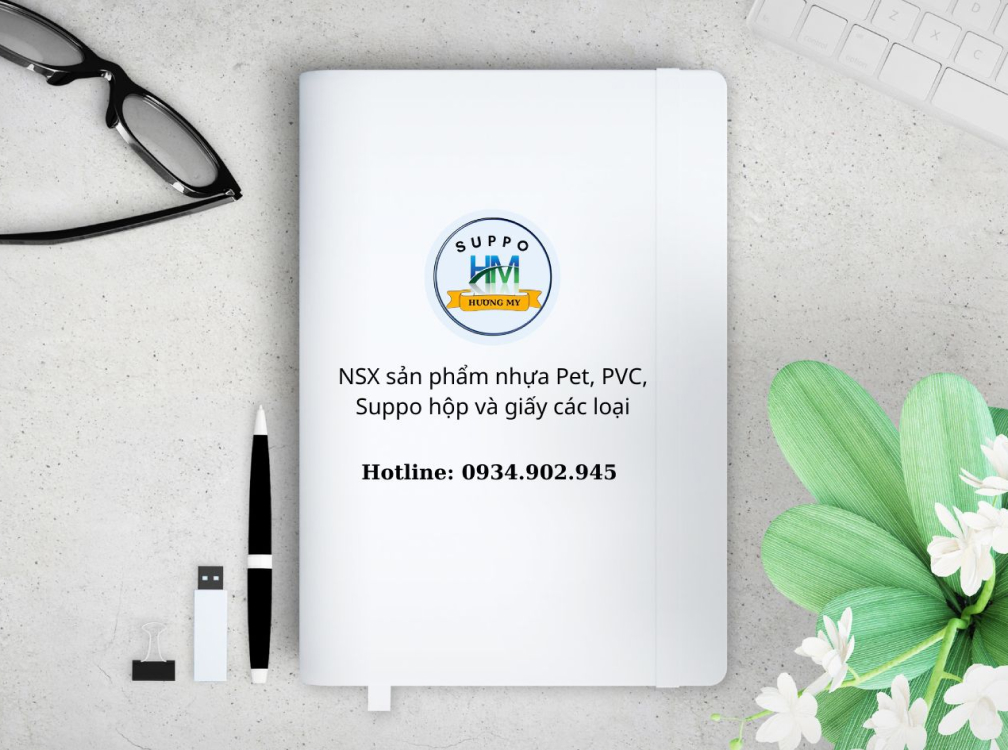 SUPPO
HM
HƯƠNG MY
NSX sản phẩm nhựa Pet, PVC,
Suppo hộp và giấy các loại
Hotline: 0934.902.945
Z
X
C
D